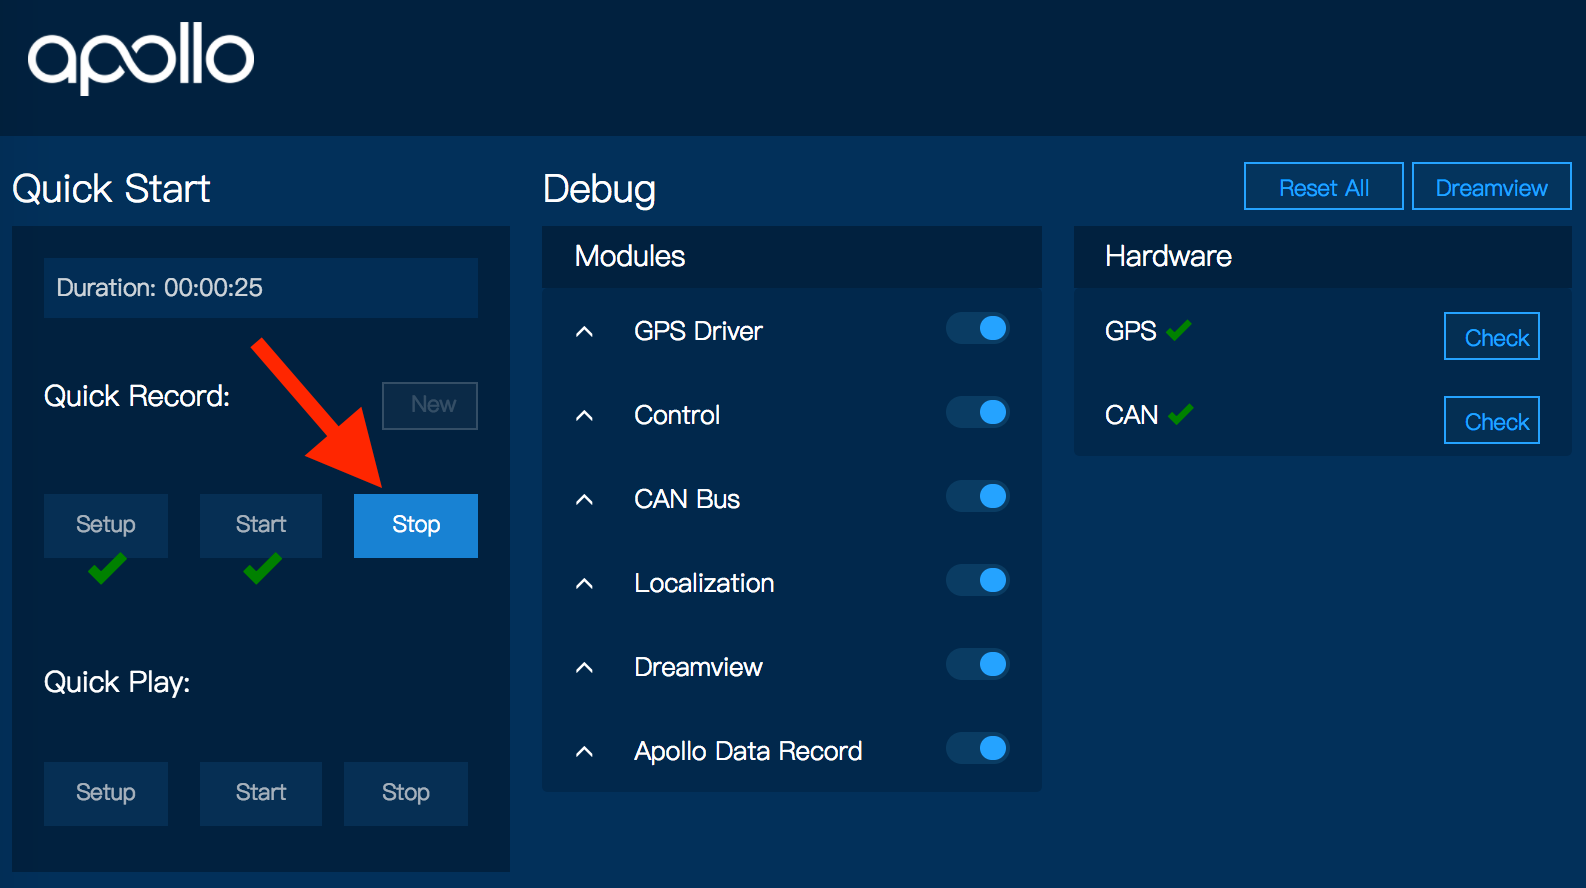 apollo
Quick Start
Duration: 00:00:25
Quick Record:
New
Setup
Start
Stop
Quick Play:
Setup
Start
Stop
Debug
Reset All
Dreamview
Modules
GPS Driver
Control
CAN Bus
Localization
Dreamview
Apollo Data Record
Hardware
GPS
Check
CAN
Check